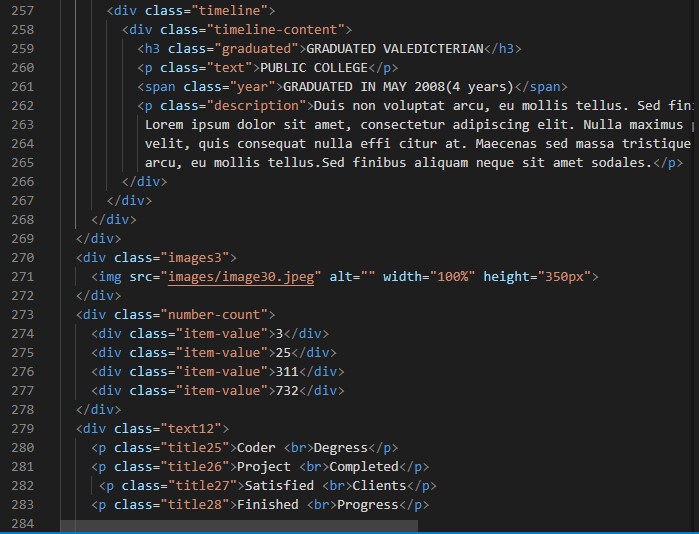 257 <div class="timeline">
258 <div class="timeline-content">
259 <h3 class="graduated">GRADUATED VALEDICTERIAN</h3>
260 <p class="text">PUBLIC COLLEGE</p>
261 <span class="year">GRADUATED IN MAY 2008(4 years)</span>
262 <p class="description">Duis non voluptat arcu, eu mollis tellus. Sed fini
263 Lorem ipsum dolor sit amet, consectetur adipiscing elit. Nulla maximus
264 velit, quis consequat nulla effi citur at. Maecenas sed massa tristique
265 arcu, eu mollis tellus.Sed finibus aliquam neque sit amet sodales.</p>
266 </div>
267 </div>
268 </div>
269 </div>
270 <div class="images3">
271 <img src="images/image30.jpeg" alt="" width="100%" height="350px">
272 </div>
273 <div class="number-count">
274 <div class="item-value">3</div>
275 <div class="item-value">25</div>
276 <div class="item-value">311</div>
277 <div class="item-value">732</div>
278 </div>
279 <div class="text12">
280 <p class="title25">Coder <br>Degress</p>
281 <p class="title26">Project <br>Completed</p>
282 <p class="title27">Satisfied <br>Clients</p>
283 <p class="title28">Finished <br>Progress</p>
284